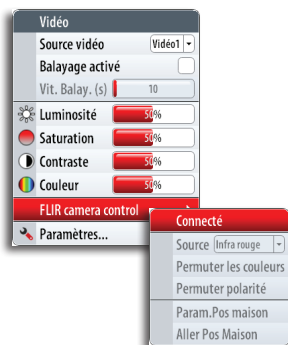 Vidéo
Source vidéo Vidéo1
Balayage activé
Vit. Balay. (s) 10
Luminosité 50%
Saturation 50%
Contraste 50%
Couleur 50%
FLIR camera control
Paramètres...
Connecté
Source Infra rouge
Permuter les couleurs
Permuter polarité
Param.Pos maison
Aller Pos Maison